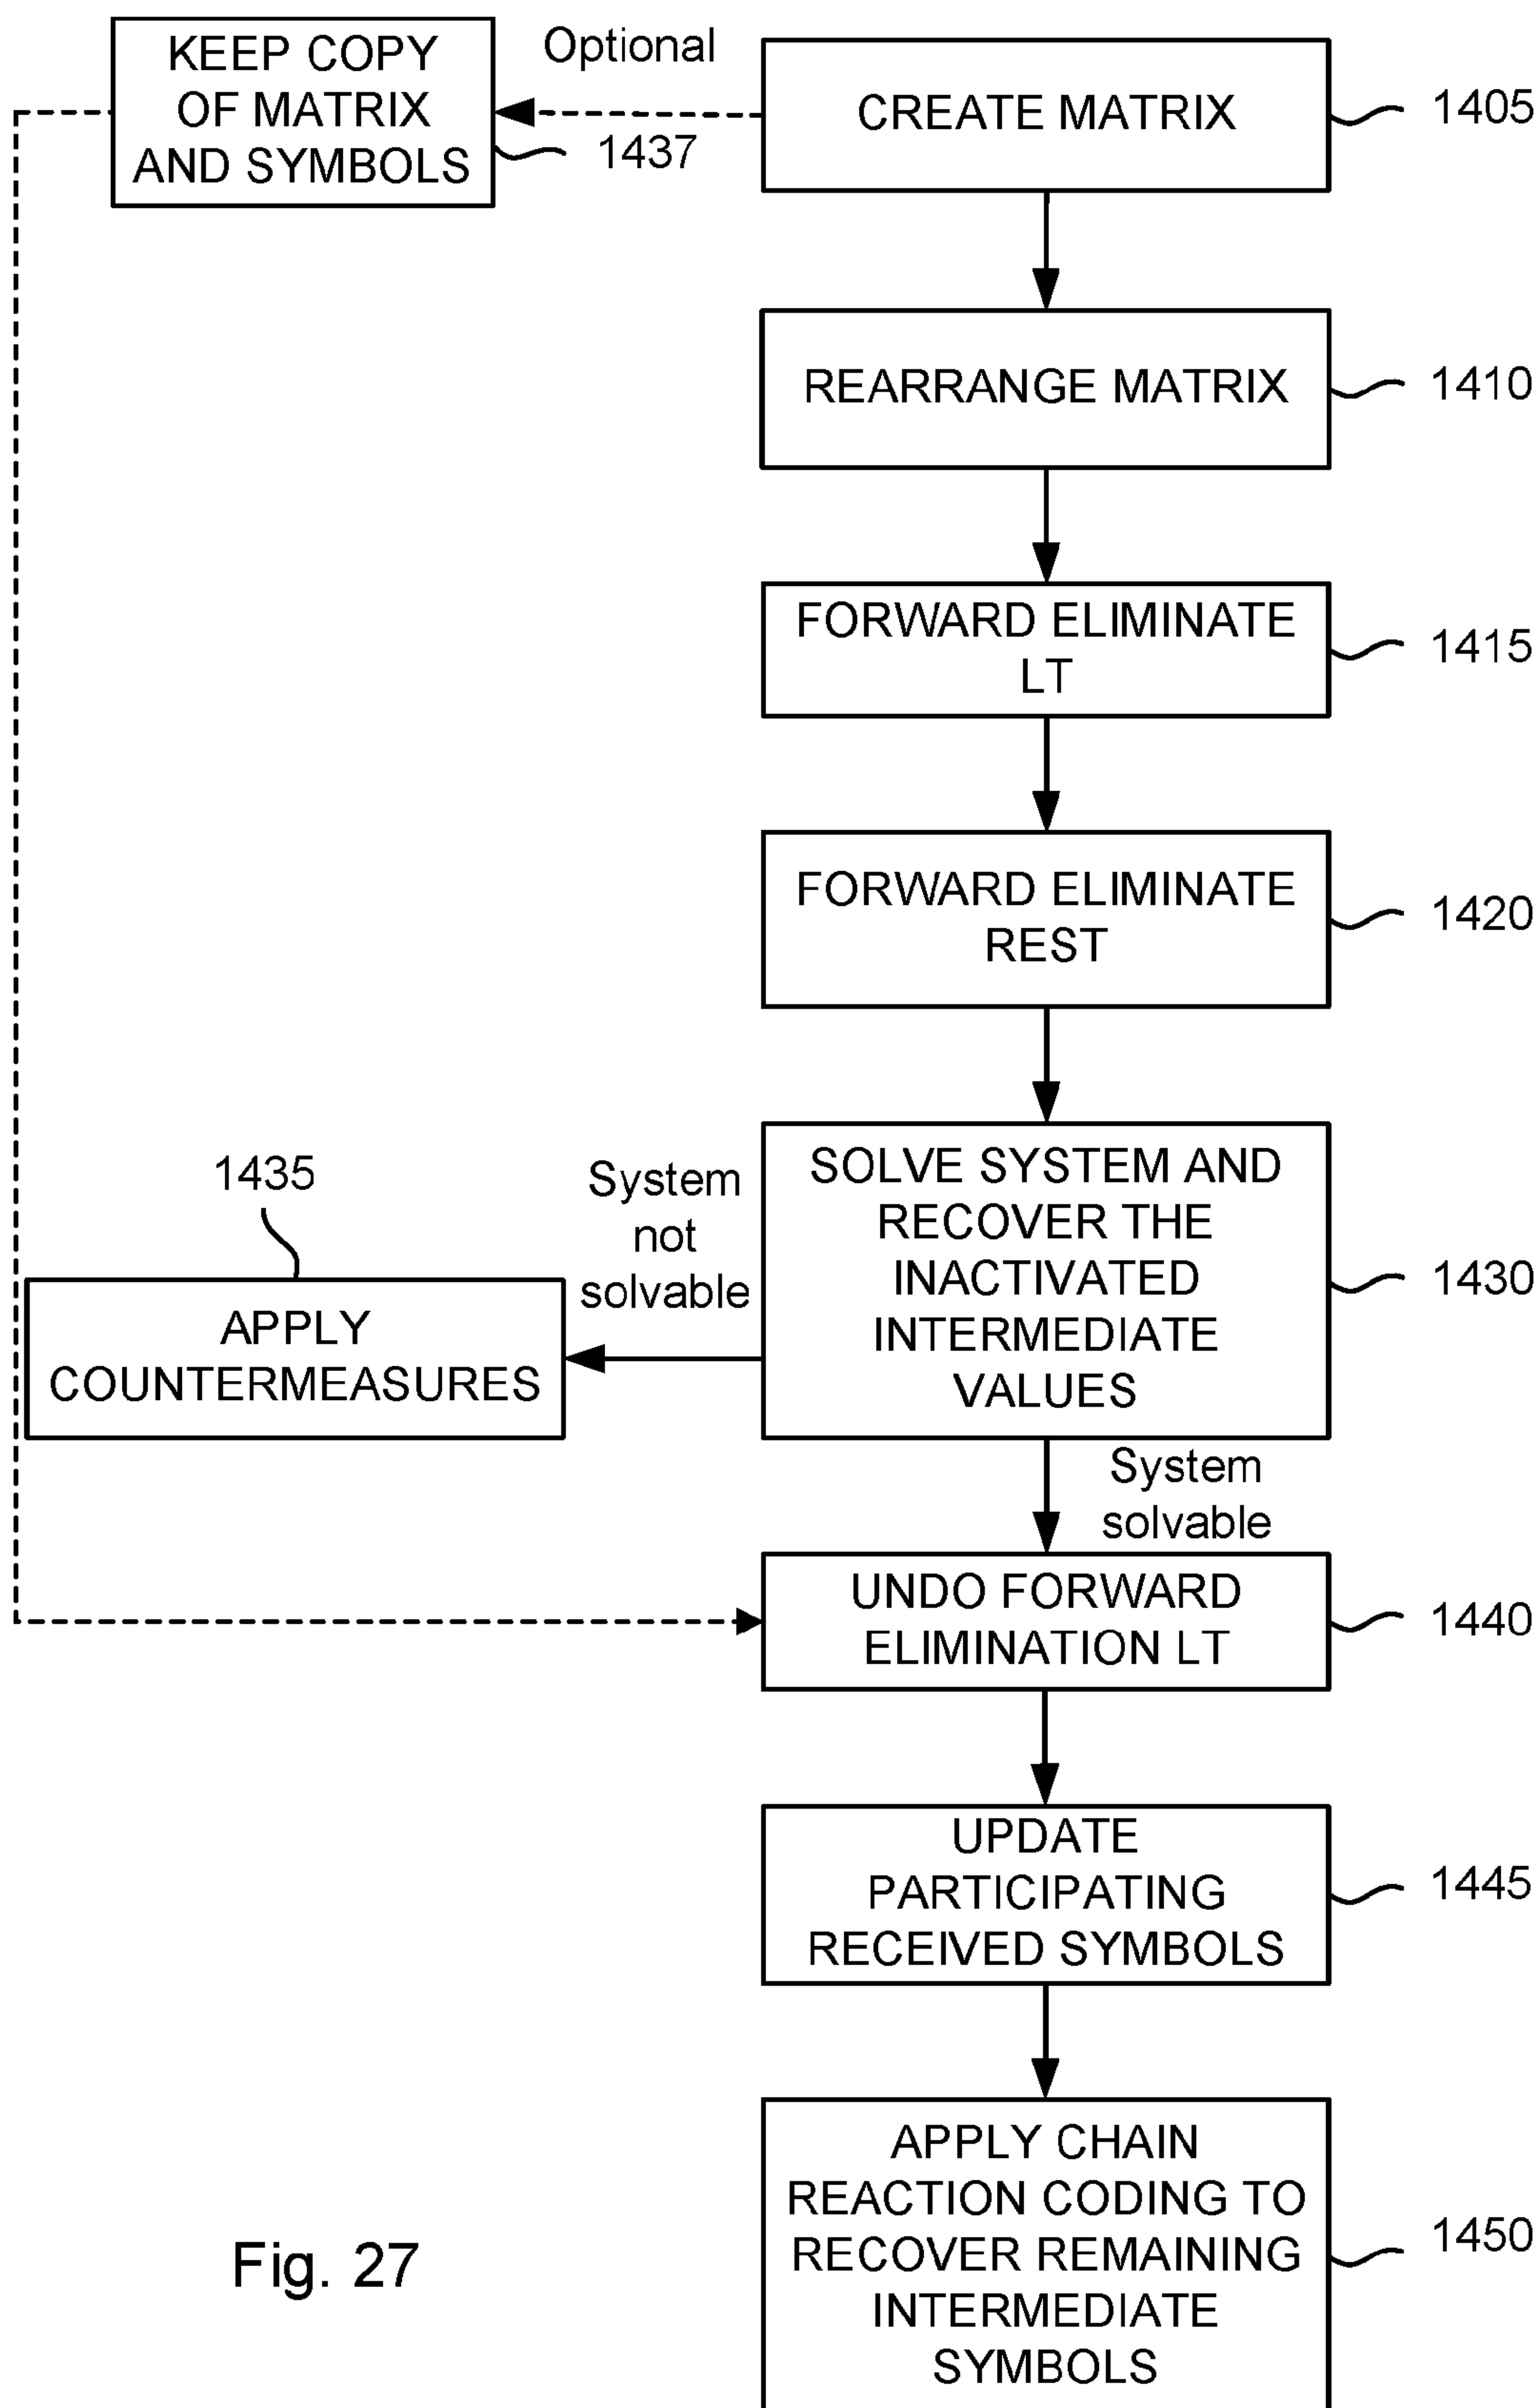 KEEP COPY
OF MATRIX
AND SYMBOLS
Optional
1437
CREATE MATRIX
1405
REARRANGE MATRIX
1410
FORWARD ELIMINATE
LT
1415
FORWARD ELIMINATE
REST
1420
SOLVE SYSTEM AND
RECOVER THE
INACTIVATED
INTERMEDIATE
VALUES
1430
System
not
solvable
1435
APPLY
COUNTERMEASURES
System
solvable
UNDO FORWARD
ELIMINATION LT
1440
UPDATE
PARTICIPATING
RECEIVED SYMBOLS
1445
APPLY CHAIN
REACTION CODING TO
RECOVER REMAINING
INTERMEDIATE
SYMBOLS
1450
Fig. 27